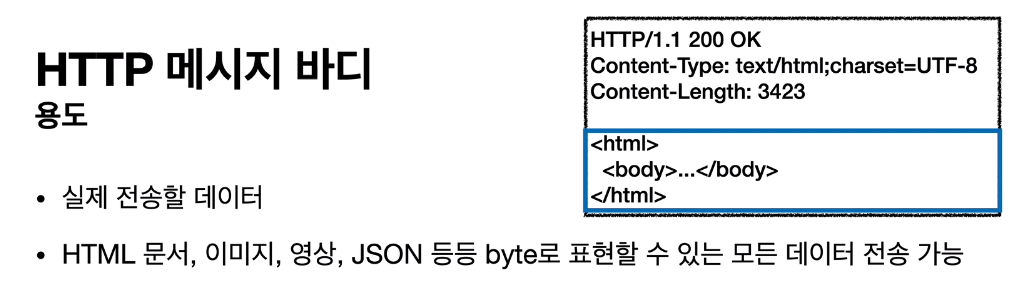 HTTP 메시지 바디
용도
• 실제 전송할 데이터
• HTML 문서, 이미지, 영상, JSON 등등 byte로 표현할 수 있는 모든 데이터 전송 가능
HTTP/1.1 200 OK
Content-Type: text/html;charset=UTF-8
Content-Length: 3423
<html>
<body>...</body>
</html>